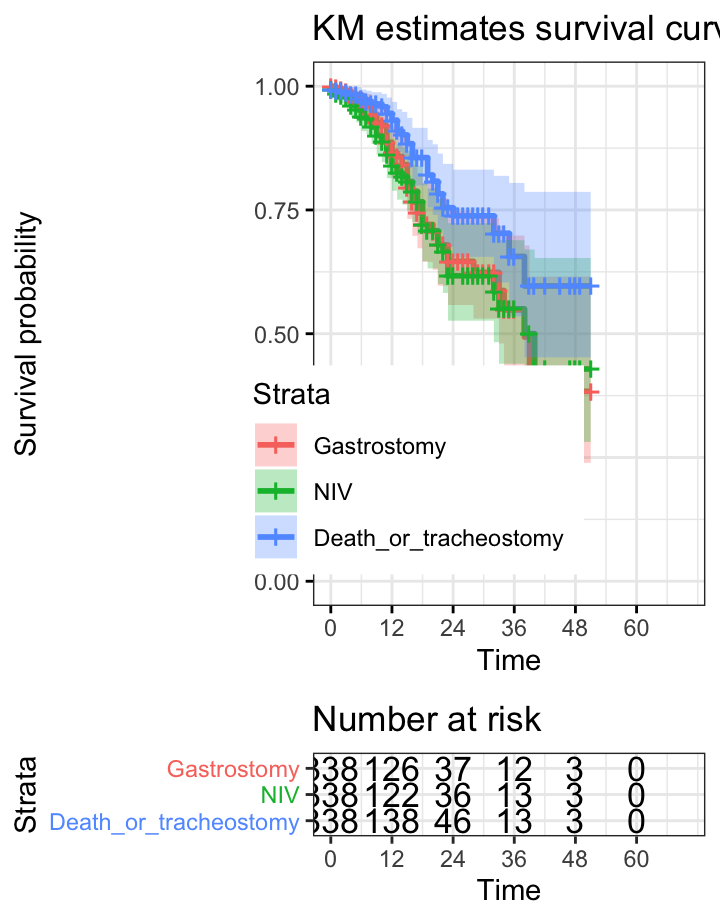 KM estimates survival curv
Survival probability
1.00
0.75
0.50
0.00
Strata
Gastrostomy
NIV
Death_or_tracheostomy
0 12 24 36 48 60
Time
Number at risk
Strata
Gastrostomy 338 126 37 12 3 0
NIV 338 122 36 13 3 0
Death_or_tracheostomy 338 138 46 13 3 0
0 12 24 36 48 60
Time